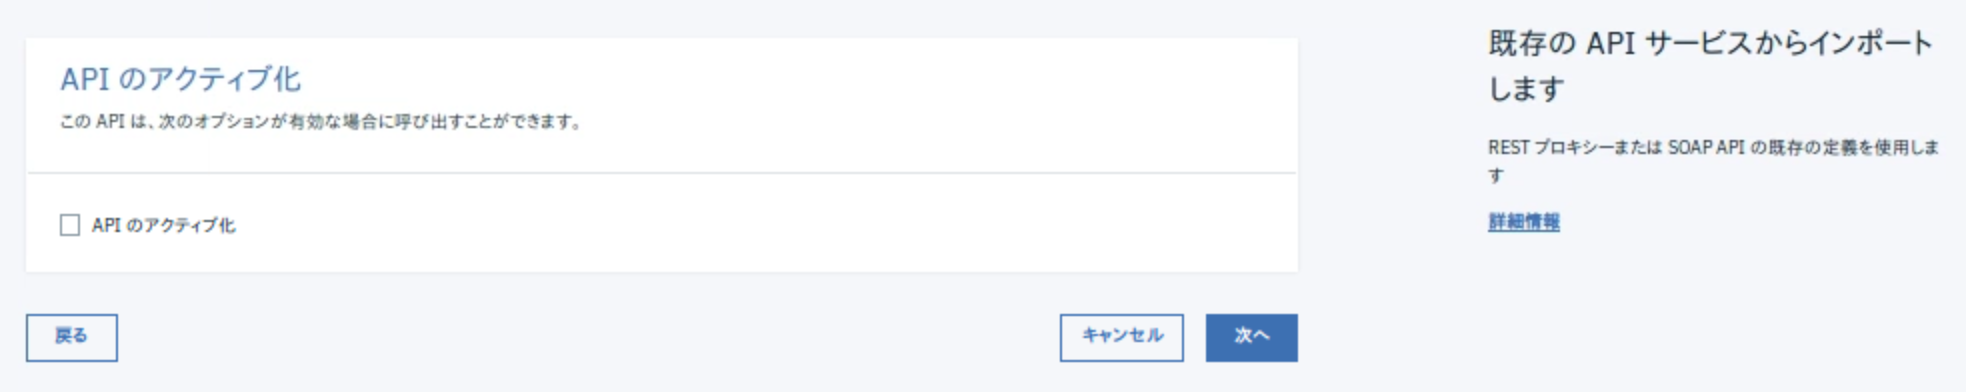 API のアクティブ化
この API は、次のオプションが有効な場合に呼び出すことができます。
API のアクティブ化
戻る
キャンセル
次へ
既存の API サービスからインポート
します
REST プロキシーまたは SOAP API の既存の定義を使用しま
す
詳細情報